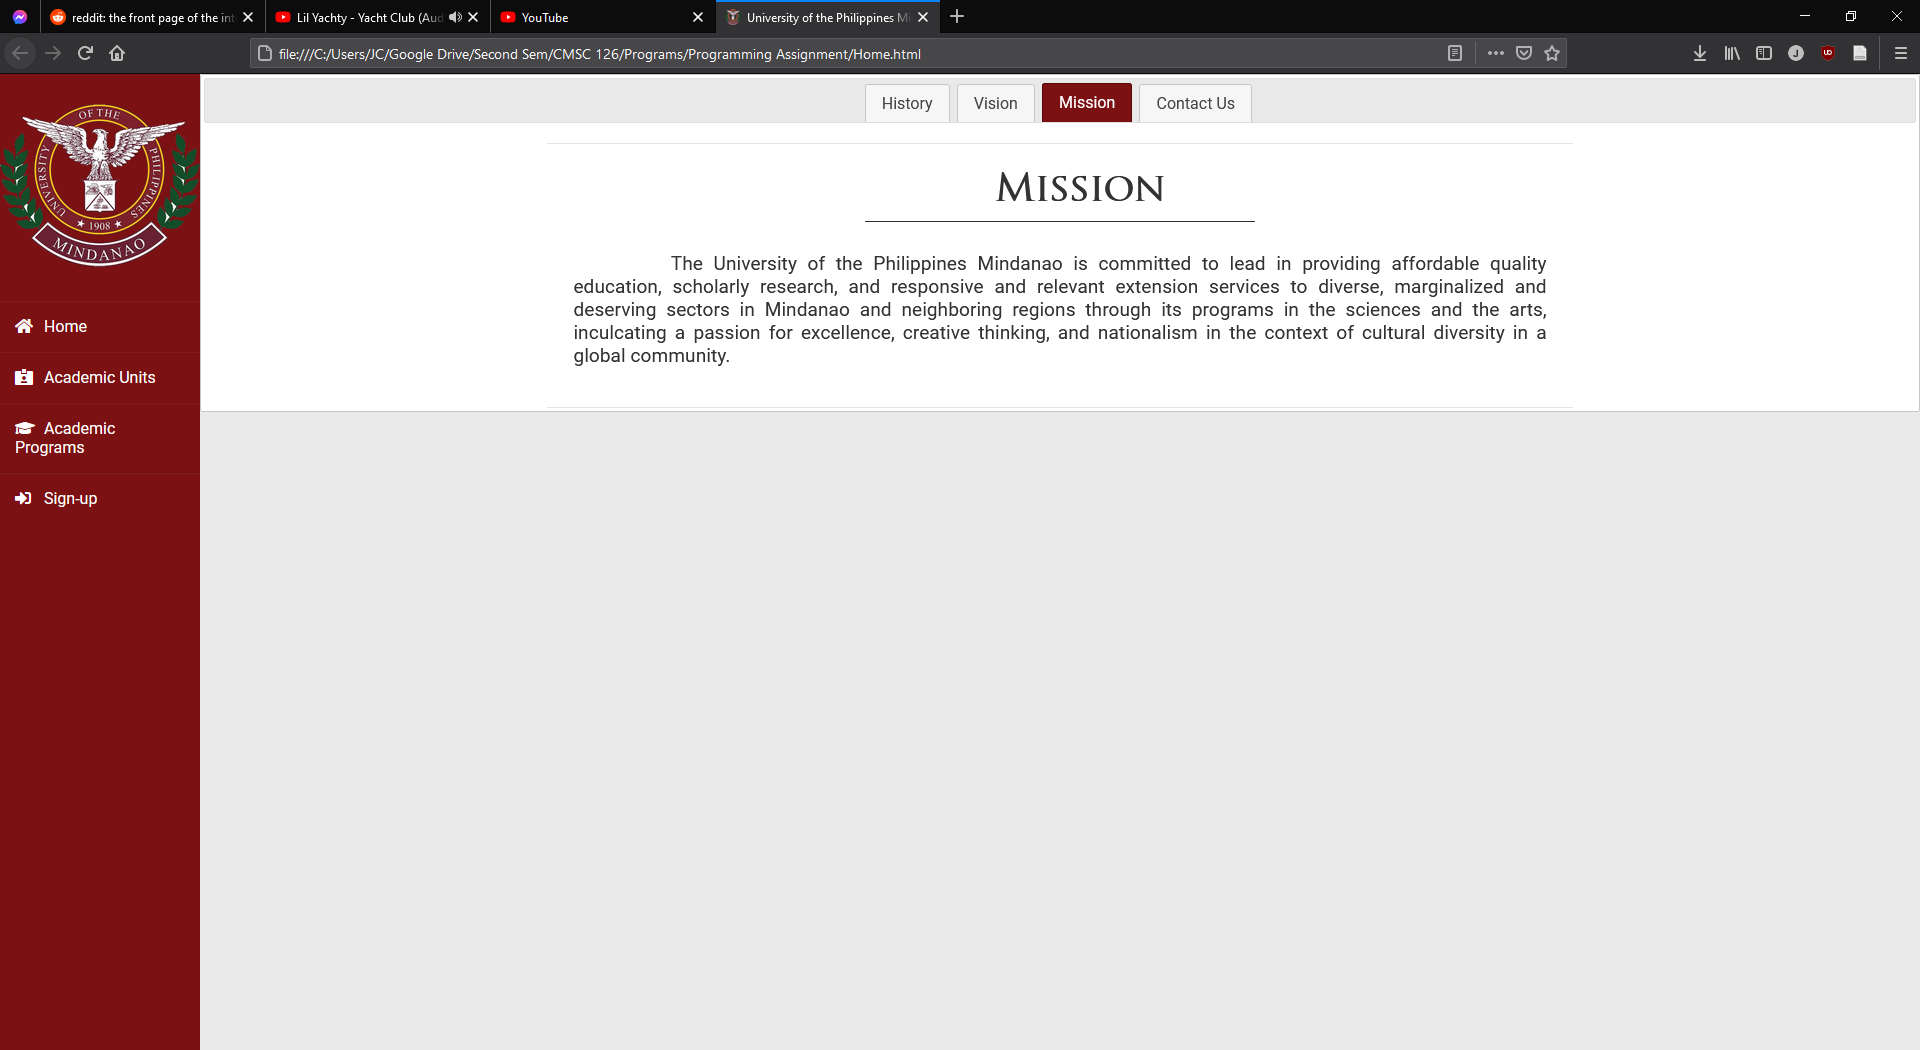 reddit: the front page of the int
Lil Yachty - Yacht Club (Aud
YouTube
University of the Philippines Mi
file:///C:/Users/JC/Google Drive/Second Sem/CMSC 126/Programs/Programming Assignment/Home.html
J
UD
OF THE
UNIVERSITY
PHILIPPINES
1908
MINDANAO
Home
Academic Units
Academic
Programs
Sign-up
History
Vision
Mission
Contact Us
Mission
The University of the Philippines Mindanao is committed to lead in providing affordable quality
education, scholarly research, and responsive and relevant extension services to diverse, marginalized and
deserving sectors in Mindanao and neighboring regions through its programs in the sciences and the arts,
inculcating a passion for excellence, creative thinking, and nationalism in the context of cultural diversity in a
global community.